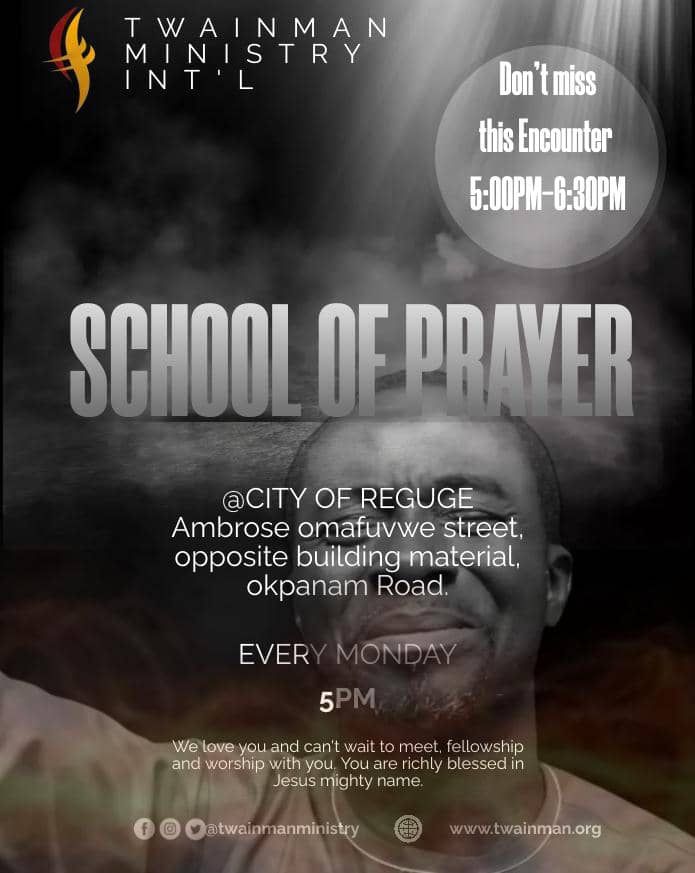 TWAINMAN
MINISTRY
INT'L
Don't miss
this Encounter
5:00PM-6:30PM
SCHOOL OF PRAYER
@CITY OF REGUGE
Ambrose omafuvwe street,
opposite building material,
okpanam Road.
EVERY MONDAY
5PM
We love you and can't wait to meet, fellowship
and worship with you. You are richly blessed in
Jesus mighty name.
@twainmanministry
www.twainman.org